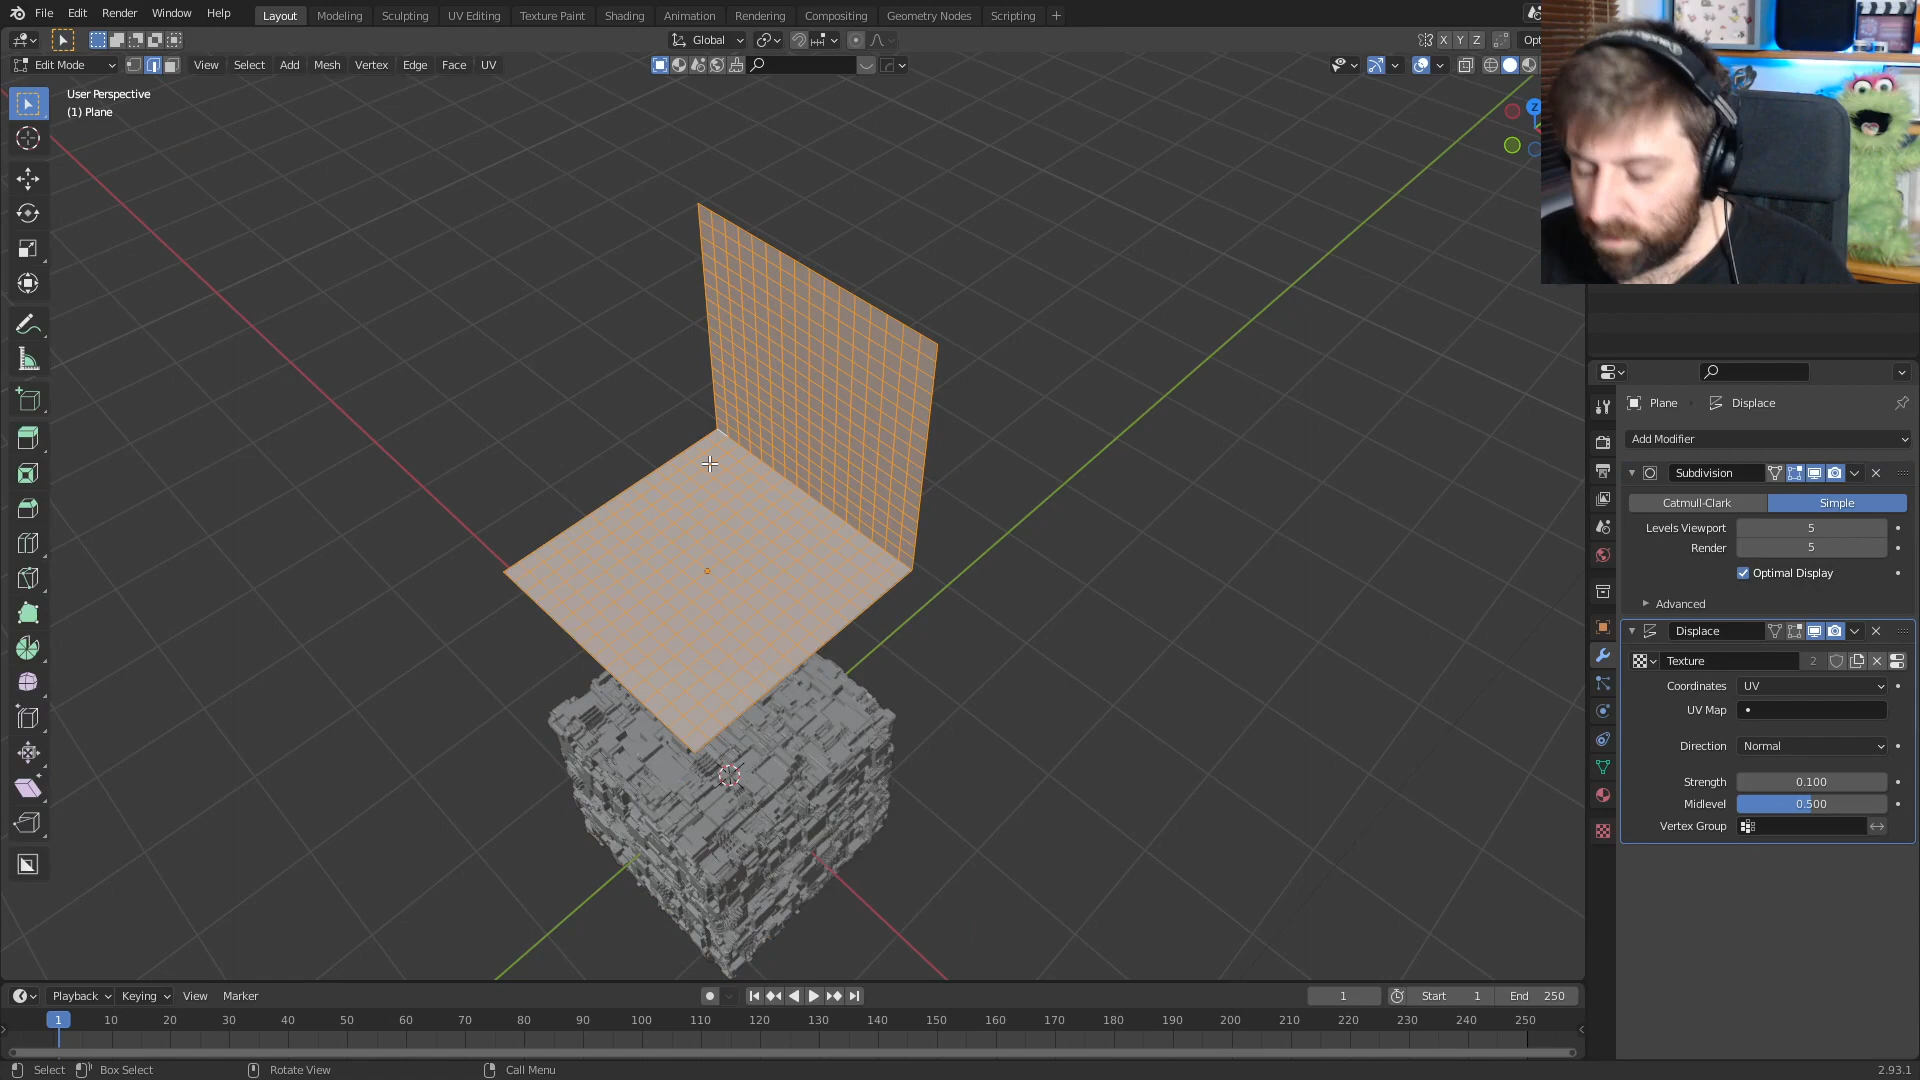 File Edit Render Window Help Layout Modeling Sculpting UV Editing Texture Paint Shading Animation Rendering Compositing Geometry Nodes Scripting +
Global X Y Z Opt
Edit Mode View Select Add Mesh Vertex Edge Face UV
User Perspective
(1) Plane
Z
Plane Displace
Add Modifier
Subdivision
Catmull-Clark Simple
Levels Viewport 5
Render 5
Optimal Display
Advanced
Displace
Texture 2
Coordinates UV
UV Map
Direction Normal
Strength 0.100
Midlevel 0.500
Vertex Group
Playback Keying View Marker 1 Start 1 End 250
1 10 20 30 40 50 60 70 80 90 100 110 120 130 140 150 160 170 180 190 200 210 220 230 240 250
Select Box Select Rotate View Call Menu 2.93.1